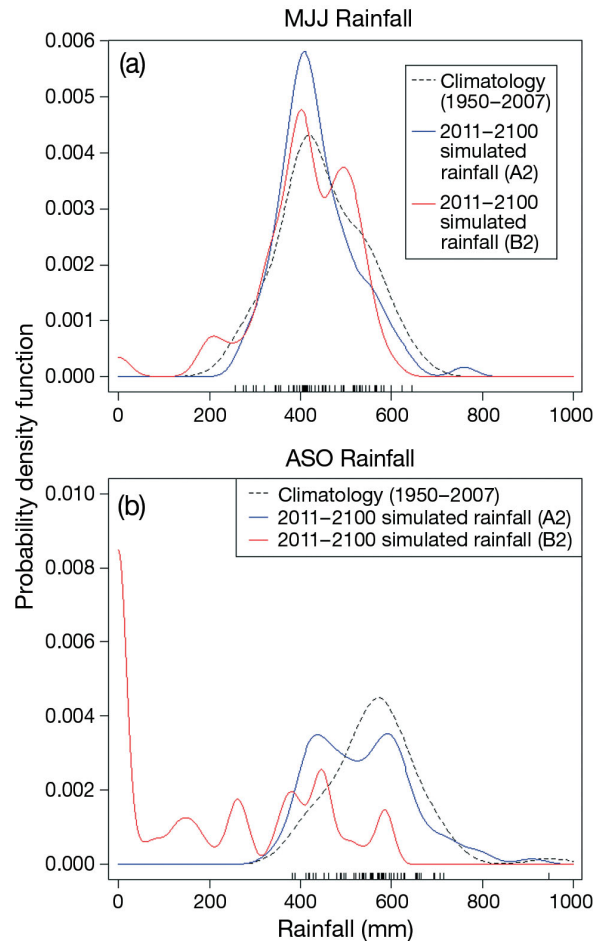 MJJ Rainfall
(a)
0.006
0.005
0.004
0.003
0.002
0.001
0.000
Climatology
(1950–2007)
2011–2100
simulated
rainfall (A2)
2011–2100
simulated
rainfall (B2)
0 200 400 600 800 1000
Probability density function
ASO Rainfall
(b)
0.010
0.008
0.006
0.004
0.002
0.000
Climatology (1950–2007)
2011–2100 simulated rainfall (A2)
2011–2100 simulated rainfall (B2)
0 200 400 600 800 1000
Rainfall (mm)